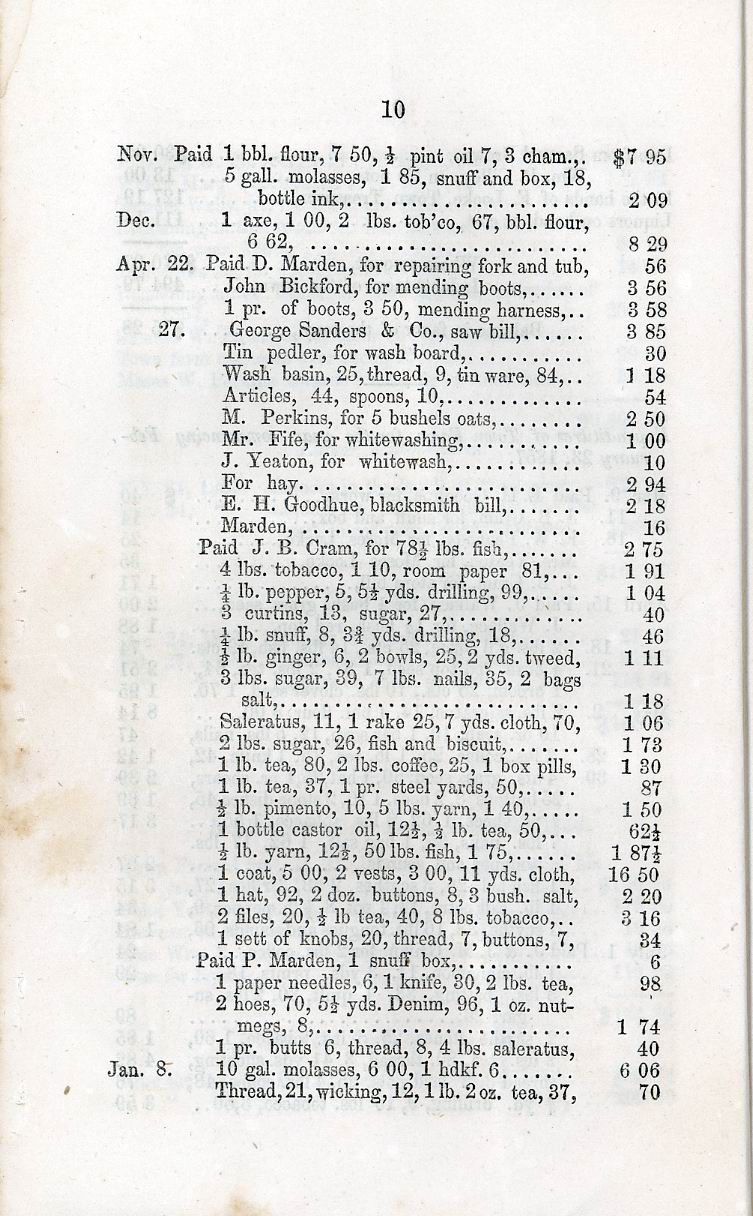 10
Nov. Paid 1 bbl. flour, 7 50, ½ pint oil 7, 3 cham.,. $7 95
5 gall. molasses, 1 85, snuff and box, 18,
bottle ink,..................... 2 09
Dec. 1 axe, 1 00, 2 lbs. tob'co, 67, bbl. flour,
6 62, ......................... 8 29
Apr. 22. Paid D. Marden, for repairing fork and tub, 56
John Bickford, for mending boots,...... 3 56
1 pr. of boots, 3 50, mending harness,.. 3 58
27. George Sanders & Co., saw bill,...... 3 85
Tin pedler, for wash board,........... 30
Wash basin, 25, thread, 9, tin ware, 84,.. 1 18
Articles, 44, spoons, 10,............. 54
M. Perkins, for 5 bushels oats,........ 2 50
Mr. Fife, for whitewashing,........... 1 00
J. Yeaton, for whitewash,............ 10
For hay......................... 2 94
E. H. Goodhue, blacksmith bill,....... 2 18
Marden, ........................ 16
Paid J. B. Cram, for 78½ lbs. fish,....... 2 75
4 lbs. tobacco, 1 10, room paper 81,... 1 91
¼ lb. pepper, 5, 5½ yds. drilling, 99,..... 1 04
3 curtins, 13, sugar, 27,............. 40
¼ lb. snuff, 8, 3¾ yds. drilling, 18,...... 46
½ lb. ginger, 6, 2 bowls, 25, 2 yds. tweed, 1 11
3 lbs. sugar, 39, 7 lbs. nails, 35, 2 bags
salt,............................ 1 18
Saleratus, 11, 1 rake 25, 7 yds. cloth, 70, 1 06
2 lbs. sugar, 26, fish and biscuit,....... 1 73
1 lb. tea, 80, 2 lbs. coffee, 25, 1 box pills, 1 30
1 lb. tea, 37, 1 pr. steel yards, 50,..... 87
½ lb. pimento, 10, 5 lbs. yarn, 1 40,..... 1 50
1 bottle castor oil, 12½, ½ lb. tea, 50,... 62½
½ lb. yarn, 12½, 50 lbs. fish, 1 75,...... 1 87½
1 coat, 5 00, 2 vests, 3 00, 11 yds. cloth, 16 50
1 hat, 92, 2 doz. buttons, 8, 3 bush. salt, 2 20
2 files, 20, ½ lb tea, 40, 8 lbs. tobacco,.. 3 16
1 sett of knobs, 20, thread, 7, buttons, 7, 34
Paid P. Marden, 1 snuff box,........... 6
1 paper needles, 6, 1 knife, 30, 2 lbs. tea, 98
2 hoes, 70, 5½ yds. Denim, 96, 1 oz. nut-
megs, 8,........................ 1 74
1 pr. butts 6, thread, 8, 4 lbs. saleratus, 40
Jan. 8. 10 gal. molasses, 6 00, 1 hdkf. 6....... 6 06
Thread, 21, wicking, 12, 1 lb. 2 oz. tea, 37, 70